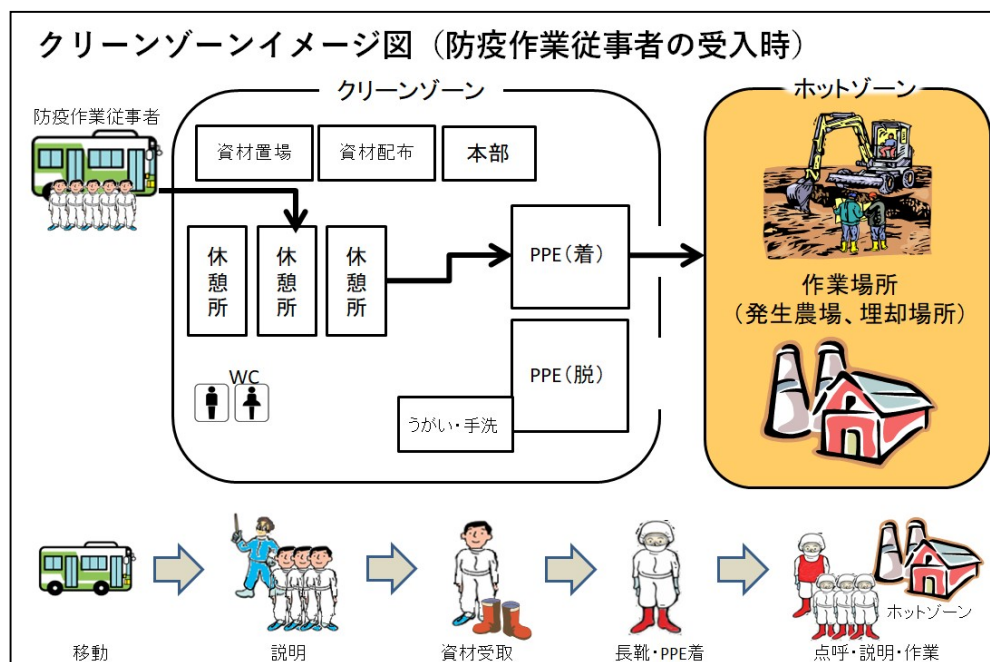 クリーンゾーンイメージ図（防疫作業従事者の受入時）
クリーンゾーン
ホットゾーン
防疫作業従事者
資材置場
資材配布
本部
休憩所
休憩所
休憩所
PPE（着）
作業場所
（発生農場、埋却場所）
PPE（脱）
WC
うがい・手洗
ホットゾーン
移動
説明
資材受取
長靴・PPE着
点呼・説明・作業